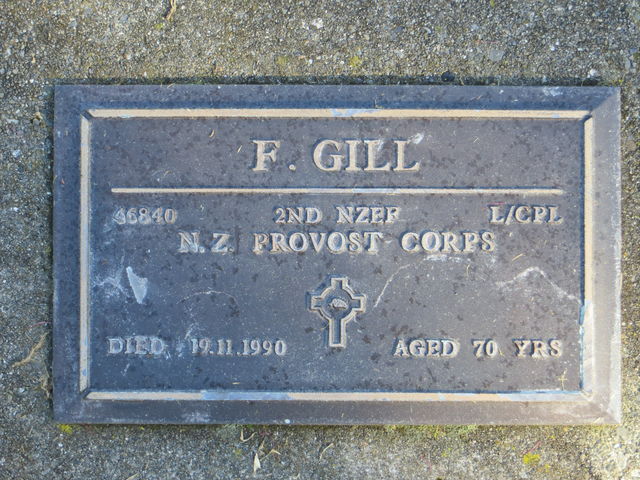 F. GILL
46840 2ND NZEF L/CPL
N.Z. PROVOST CORPS
DIED 19.11.1990 AGED 70 YRS